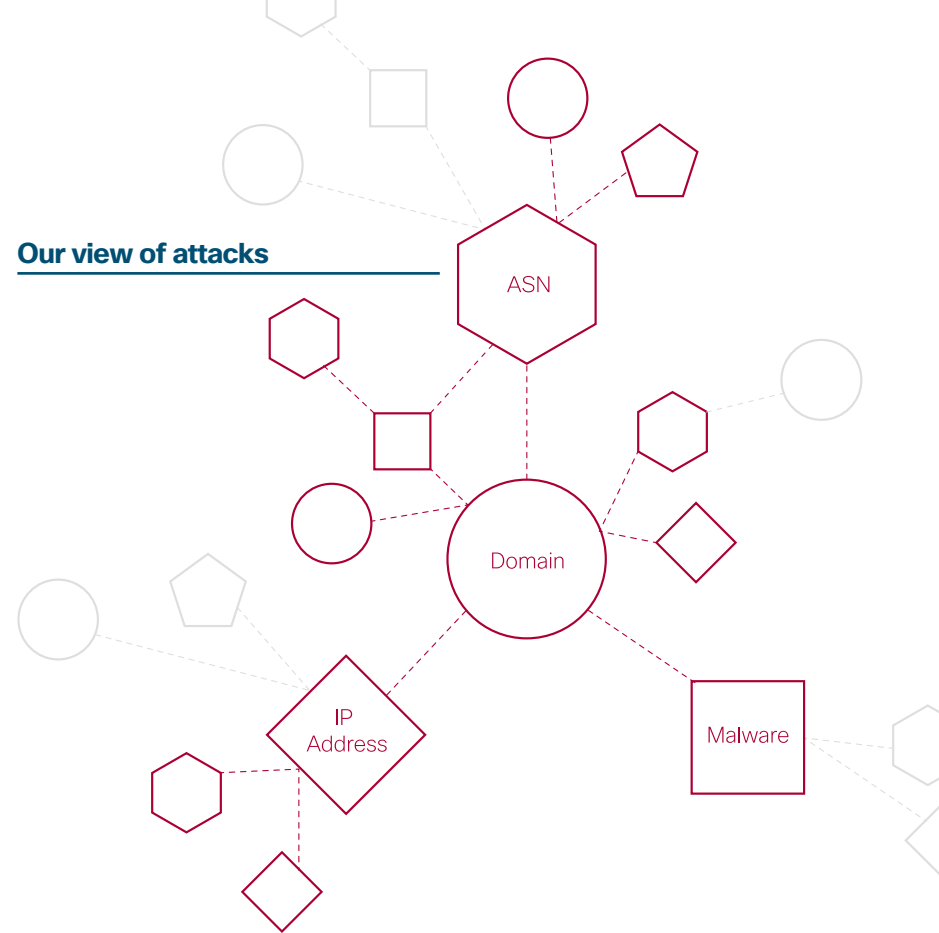 Our view of attacks
ASN
Domain
IP
Address
Malware